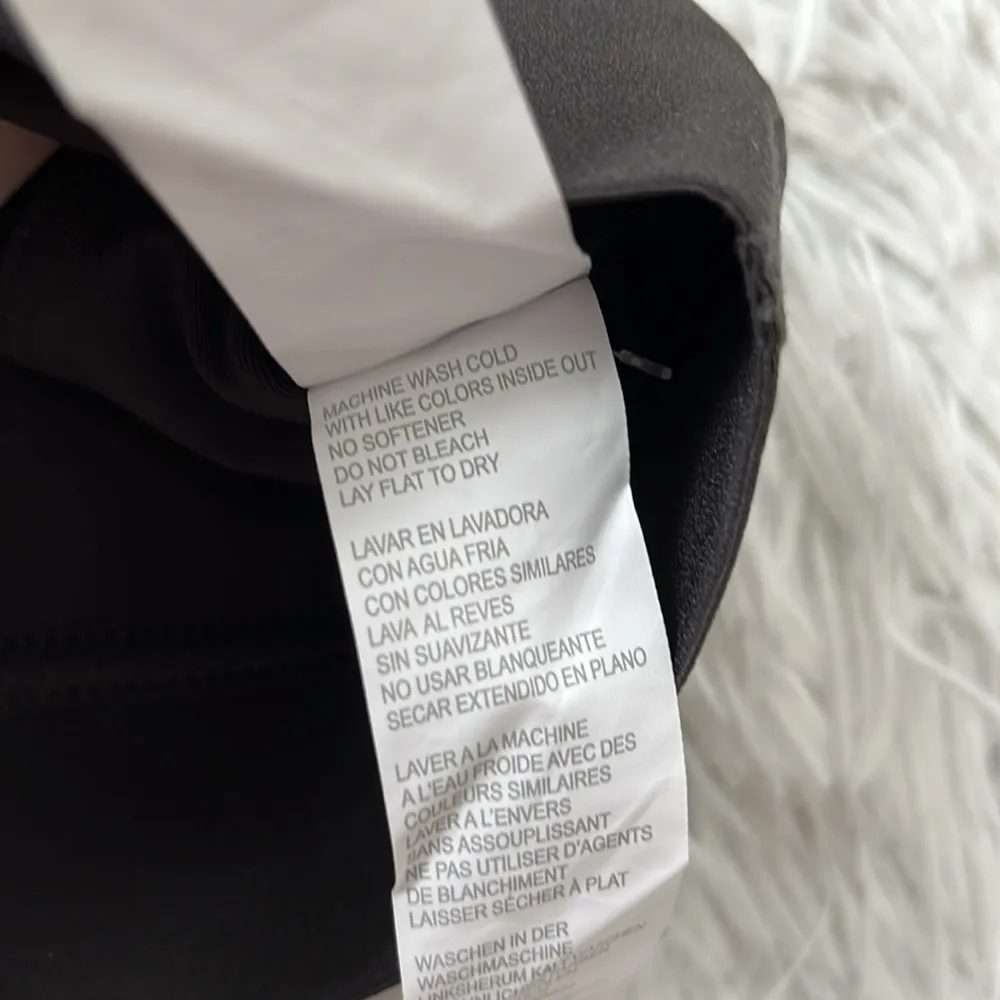 MACHINE WASH COLD
WITH LIKE COLORS INSIDE OUT
NO SOFTENER
DO NOT BLEACH
LAY FLAT TO DRY
LAVAR EN LAVADORA
CON AGUA FRIA
CON COLORES SIMILARES
LAVA AL REVES
SIN SUAVIZANTE
NO USAR BLANQUEANTE
SECAR EXTENDIDO EN PLANO
LAVER A LA MACHINE
A L'EAU FROIDE AVEC DES
COULEURS SIMILAIRES
LAVER A L'ENVERS
SANS ASSOUPLISSANT
NE PAS UTILISER D'AGENTS
DE BLANCHIMENT
LAISSER SÉCHER À PLAT
WASCHEN IN DER
WASCHMASCHINE
LINKSHERUM